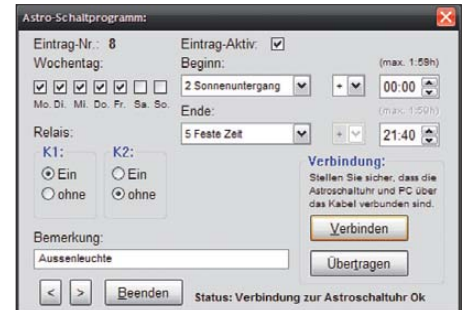 Astro-Schaltprogramm:
Eintrag-Nr.: 8 Eintrag-Aktiv:
Wochentag: Beginn: (max. 1:59h)
2 Sonnenuntergang + 00:00
Mo. Di. Mi. Do. Fr. Sa. So.
Ende: (max. 1:59h)
5 Feste Zeit + 21:40
Relais:
K1: K2:
Ein Ein
ohne ohne
Verbindung:
Stellen Sie sicher, dass die
Astroschaltuhr und PC über
das Kabel verbunden sind.
Verbinden
Übertragen
Bemerkung:
Aussenleuchte
< > Beenden Status: Verbindung zur Astroschaltuhr Ok